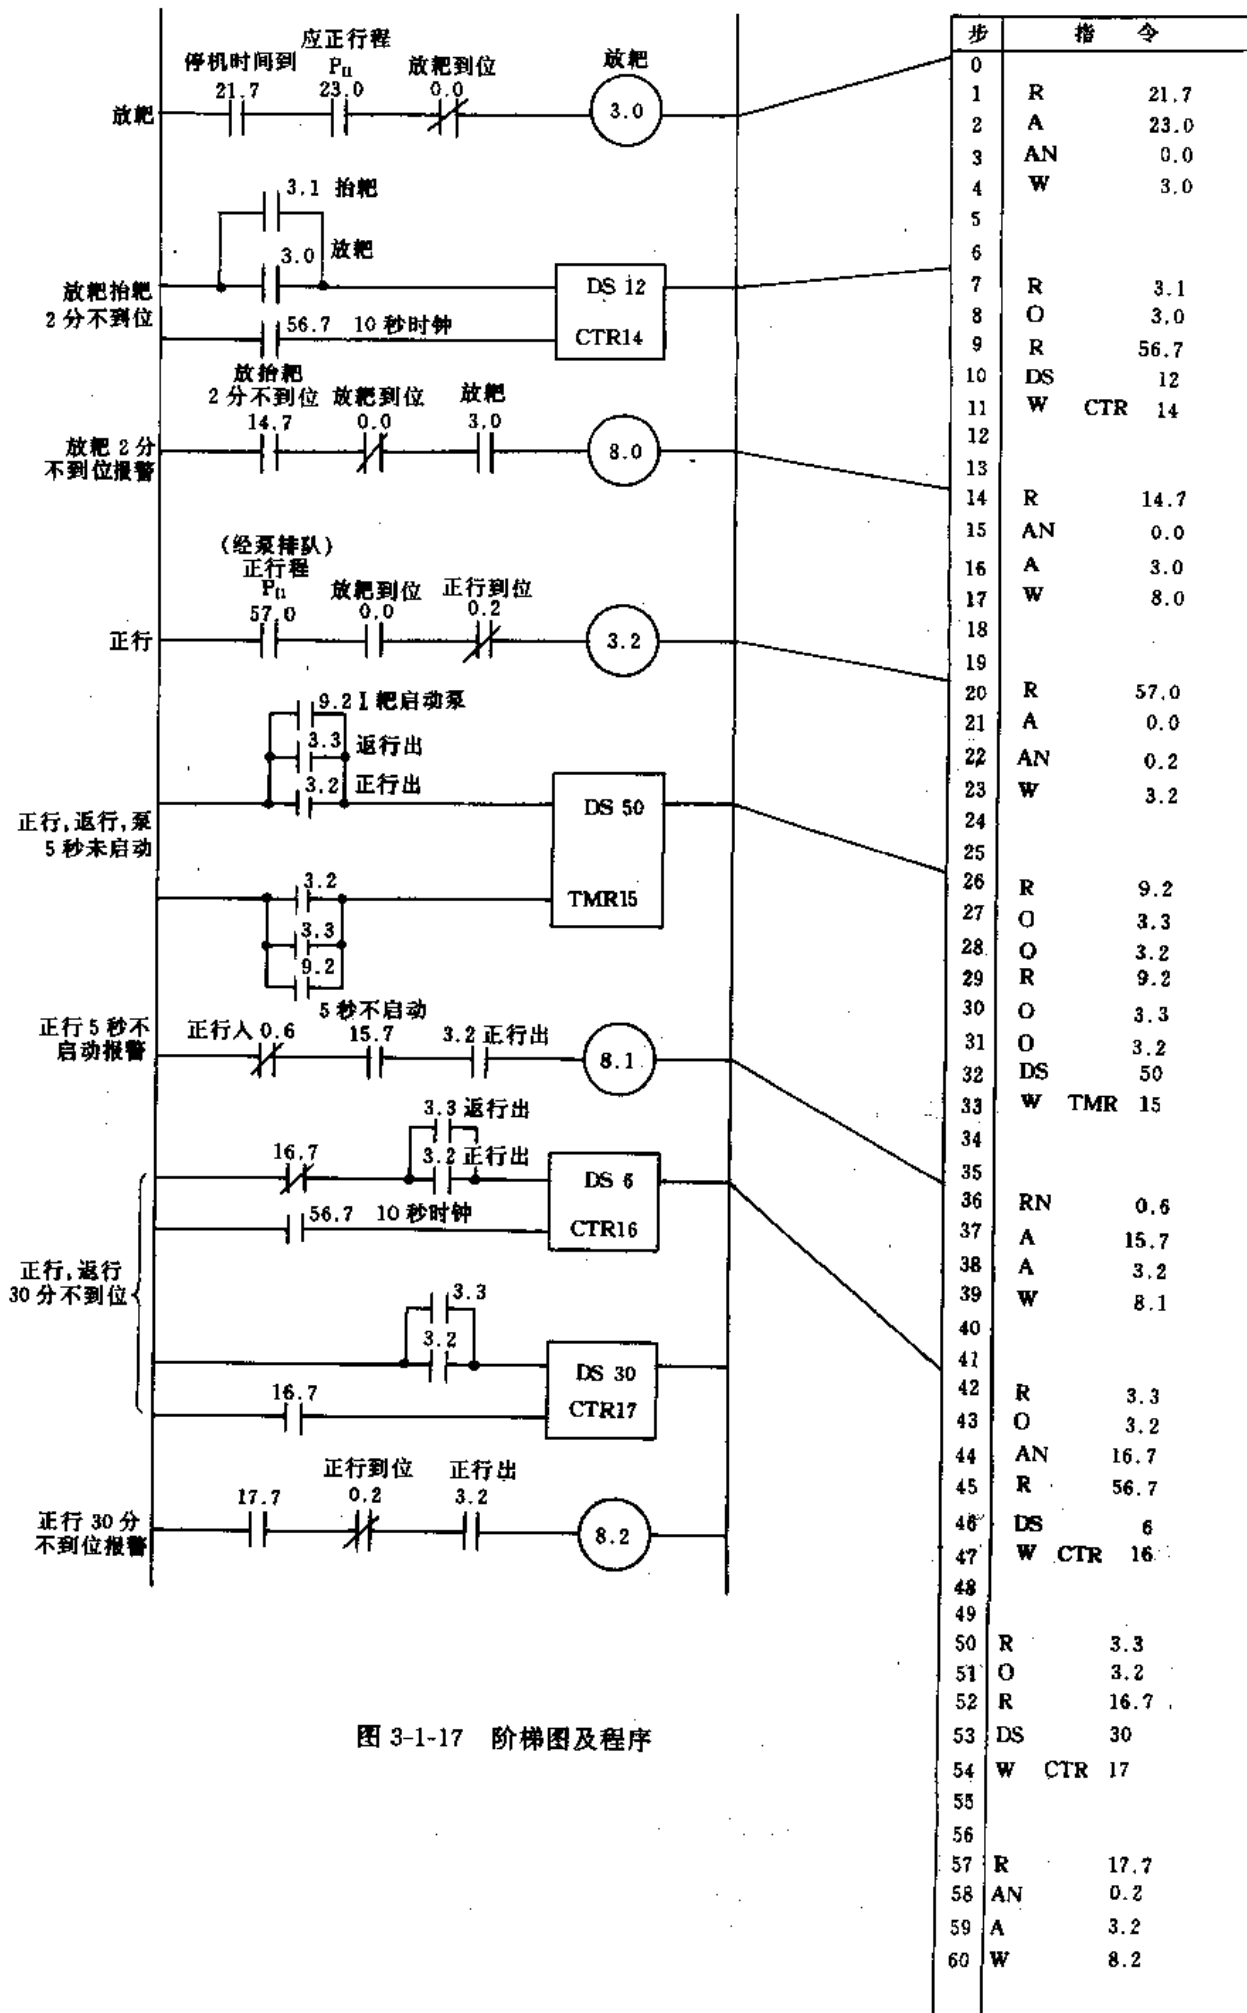 停机时间到
应正行程
P_Π
放耙到位
放耙
21.7
23.0
0.0
3.0
放耙
3.1 抬耙
3.0 放耙
放耙抬耙
2分不到位
DS 12
56.7 10秒时钟
CTR14
放抬耙
2分不到位
放耙到位
放耙
14.7
0.0
3.0
8.0
放耙2分
不到位报警
(经泵排队)
正行程
P_Π
放耙到位
正行到位
57.0
0.0
0.2
3.2
正行
9.2 I 耙启动泵
3.3 返行出
3.2 正行出
DS 50
正行,返行,泵
5秒未启动
3.2
TMR15
3.3
9.2
5秒不启动
正行5秒不
启动报警
正行入 0.6
15.7
3.2 正行出
8.1
3.3 返行出
16.7
3.2 正行出
DS 6
56.7 10秒时钟
CTR16
正行,返行
30分不到位
3.3
3.2
DS 30
16.7
CTR17
正行到位
正行出
17.7
0.2
3.2
8.2
正行30分
不到位报警
图 3-1-17 阶梯图及程序
步 指 令
0
1 R 21.7
2 A 23.0
3 AN 0.0
4 W 3.0
5
6
7 R 3.1
8 O 3.0
9 R 56.7
10 DS 12
11 W CTR 14
12
13
14 R 14.7
15 AN 0.0
16 A 3.0
17 W 8.0
18
19
20 R 57.0
21 A 0.0
22 AN 0.2
23 W 3.2
24
25
26 R 9.2
27 O 3.3
28 O 3.2
29 R 9.2
30 O 3.3
31 O 3.2
32 DS 50
33 W TMR 15
34
35
36 RN 0.6
37 A 15.7
38 A 3.2
39 W 8.1
40
41
42 R 3.3
43 O 3.2
44 AN 16.7
45 R 56.7
46 DS 6
47 W CTR 16
48
49
50 R 3.3
51 O 3.2
52 R 16.7
53 DS 30
54 W CTR 17
55
56
57 R 17.7
58 AN 0.2
59 A 3.2
60 W 8.2